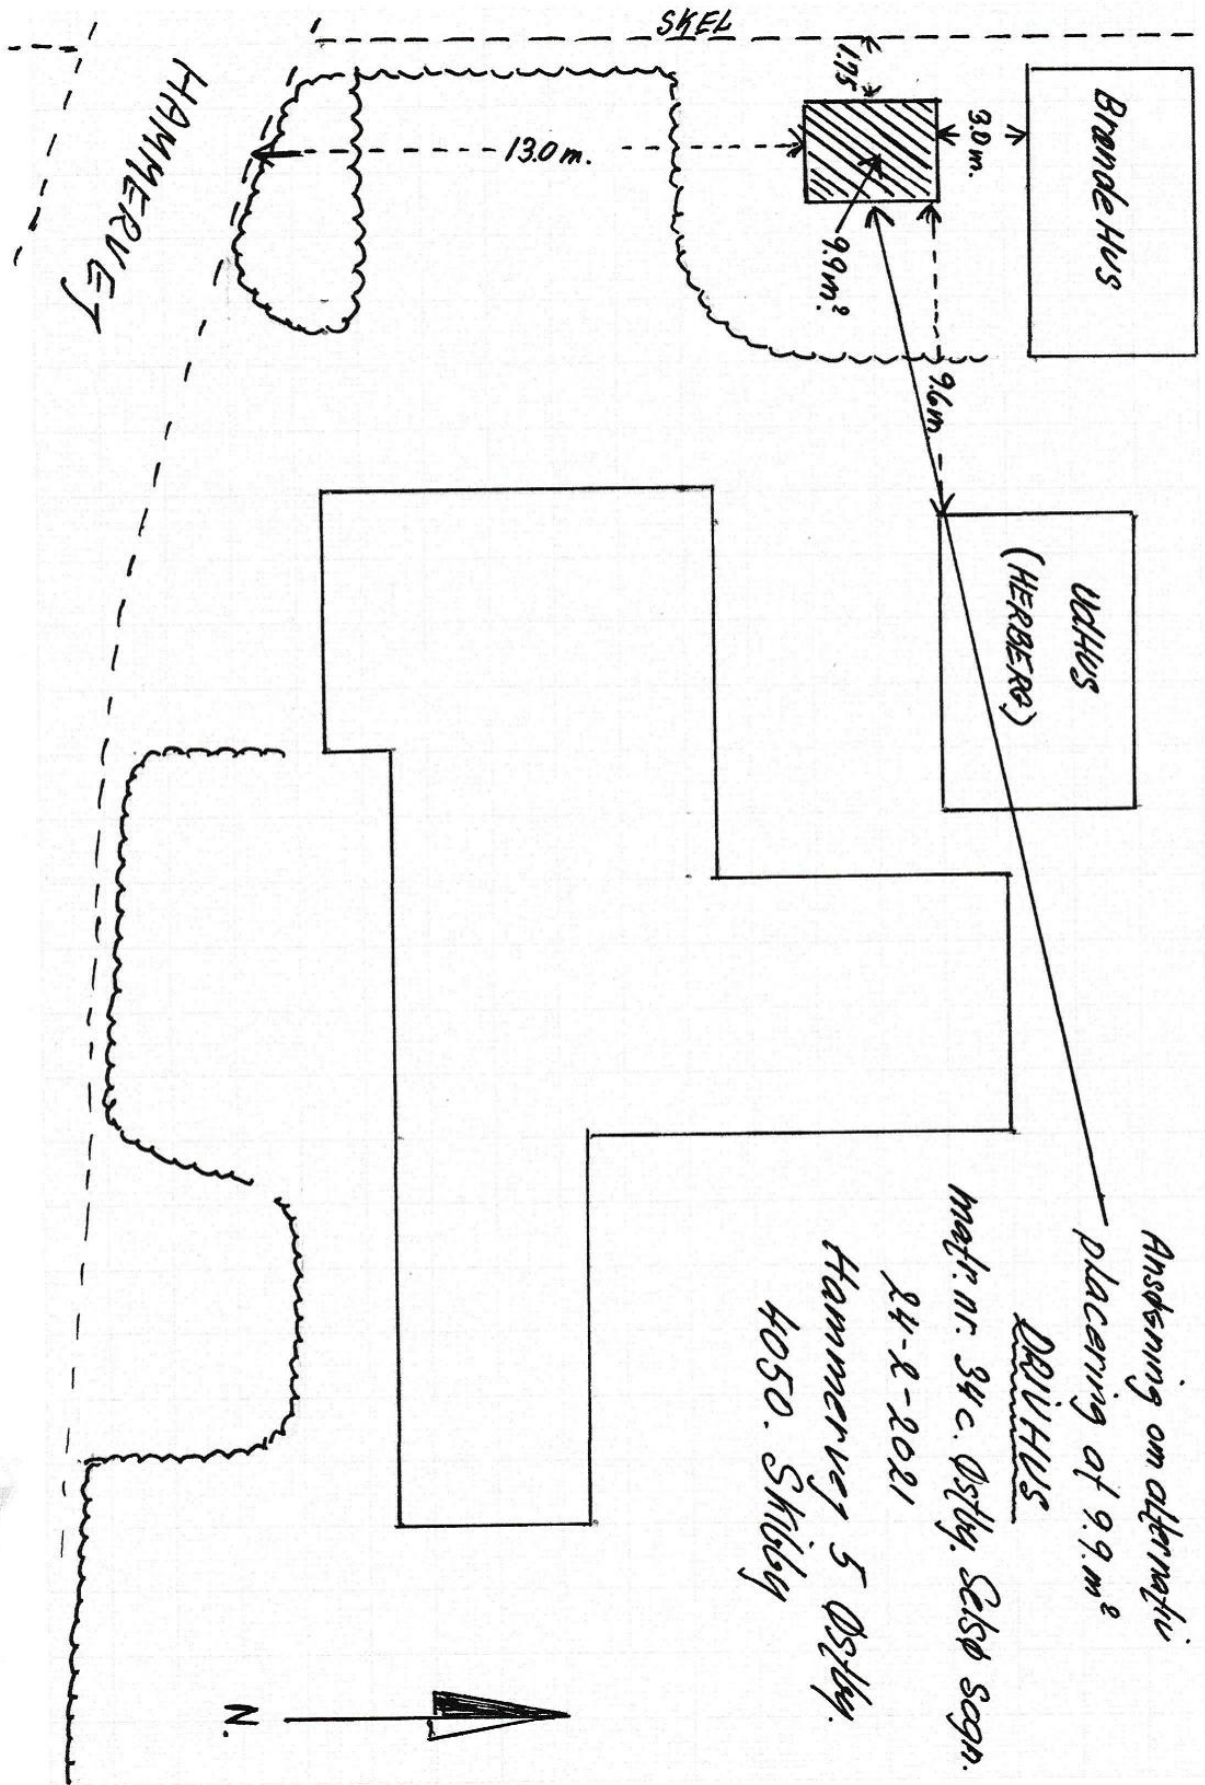 SKEL
1.75
3.0 m.
13.0 m.
9.9 m²
9.6 m
Brænde HUS
UdHUS
(HERBERG)
HAMMERVEJ
Ansøgning om alternativ
placering af 9.9. m²
DRIVHUS
matr. nr. 34c. Østby. Selsø Sogn.
24-2-2021
Hammervej 5 Østby.
4050. Skibby
N.